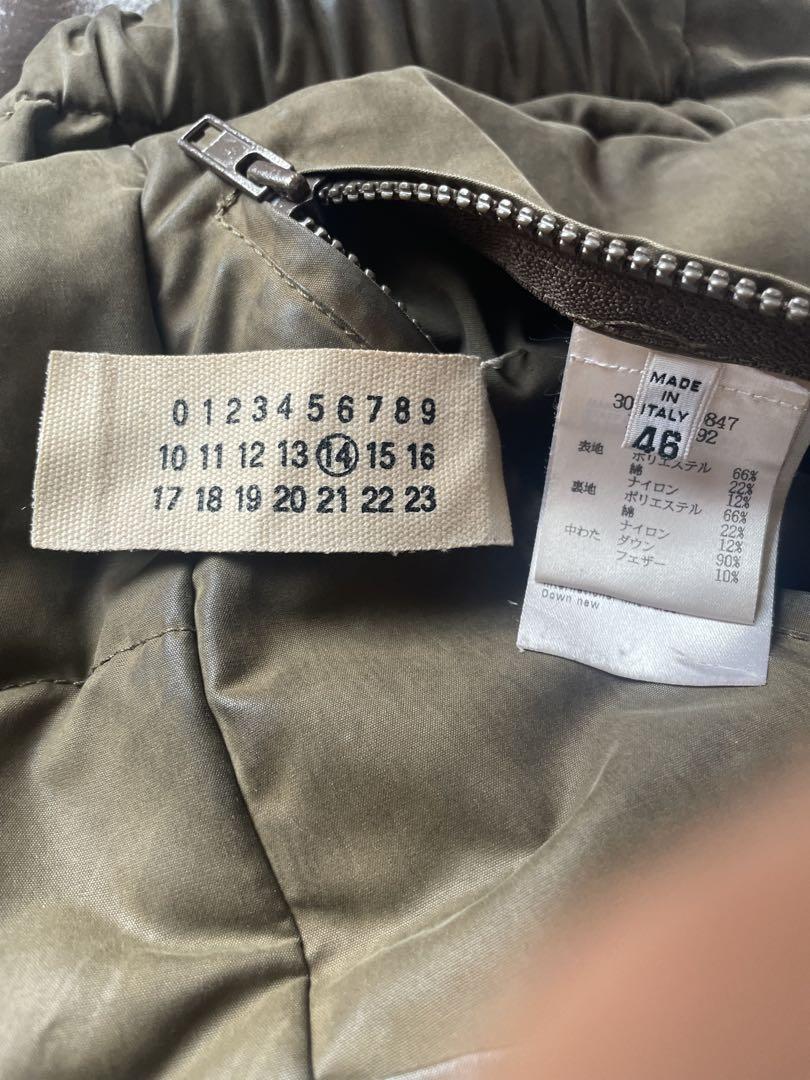 0 1 2 3 4 5 6 7 8 9
10 11 12 13 14 15 16
17 18 19 20 21 22 23
MADE
IN
ITALY
46
30 847
92
表地 ポリエステル 66%
綿 22%
ナイロン 12%
裏地 ポリエステル 66%
綿 22%
ナイロン 12%
中わた ダウン 90%
フェザー 10%
Down new